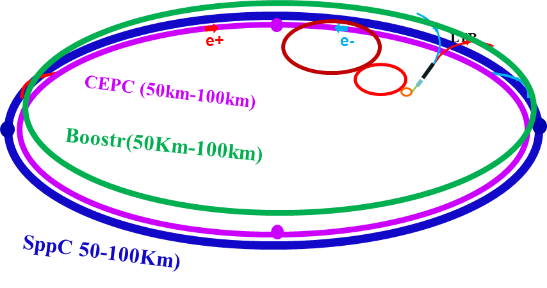 LTB
e+
e-
CEPC (50km-100km)
Boostr(50Km-100km)
SppC 50-100Km)